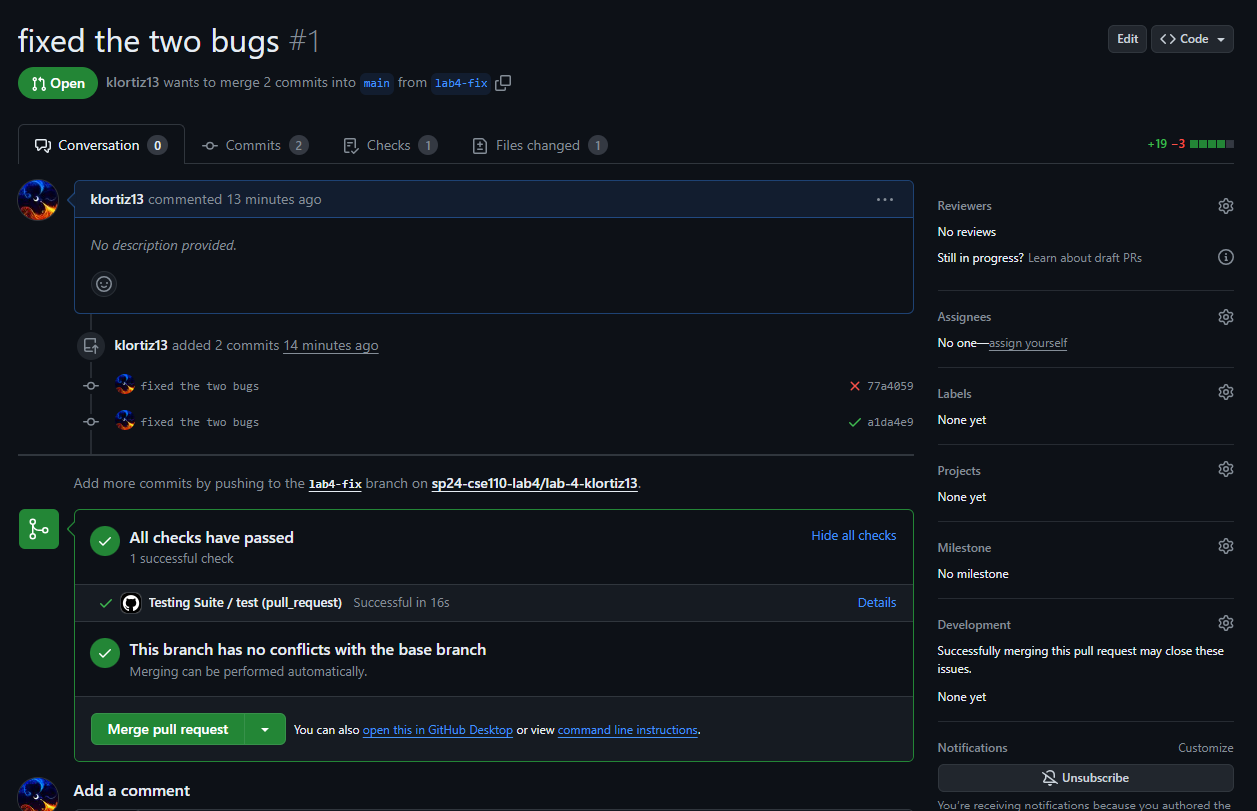 fixed the two bugs #1
Edit
Code
Open
klortiz13 wants to merge 2 commits into main from lab4-fix
Conversation 0
Commits 2
Checks 1
Files changed 1
+19 −3
klortiz13 commented 13 minutes ago
No description provided.
klortiz13 added 2 commits 14 minutes ago
fixed the two bugs 77a4059
fixed the two bugs a1da4e9
Add more commits by pushing to the lab4-fix branch on sp24-cse110-lab4/lab-4-klortiz13.
All checks have passed
1 successful check
Hide all checks
Testing Suite / test (pull_request) Successful in 16s
Details
This branch has no conflicts with the base branch
Merging can be performed automatically.
Merge pull request
You can also open this in GitHub Desktop or view command line instructions.
Add a comment
Reviewers
No reviews
Still in progress? Learn about draft PRs
Assignees
No one—assign yourself
Labels
None yet
Projects
None yet
Milestone
No milestone
Development
Successfully merging this pull request may close these
issues.
None yet
Notifications
Customize
Unsubscribe
You're receiving notifications because you authored the